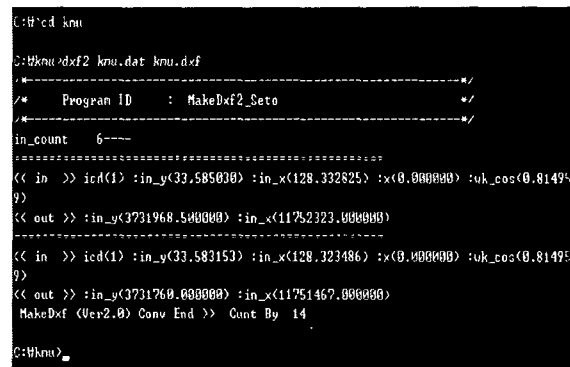 C:₩>cd kmu
C:₩kmu>dxf2 kmu.dat kmu.dxf
/*----------------------------------------------------------------*/
/* Program ID : MakeDxf2_Seto */
/*----------------------------------------------------------------*/
in_count 6----
==================================================
<< in >> icd(1) :in_y(33.585030) :in_x(128.332825) :x(0.000000) :wk_cos(0.81495
9)
<< out >> :in_y(3731968.500000) :in_x(11752323.000000)
--------------------------------------------------
<< in >> icd(1) :in_y(33.583153) :in_x(128.323486) :x(0.000000) :wk_cos(0.81495
9)
<< out >> :in_y(3731760.000000) :in_x(11751467.000000)
MakeDxf (Ver2.0) Conv End >> Cunt By 14
C:₩kmu>_